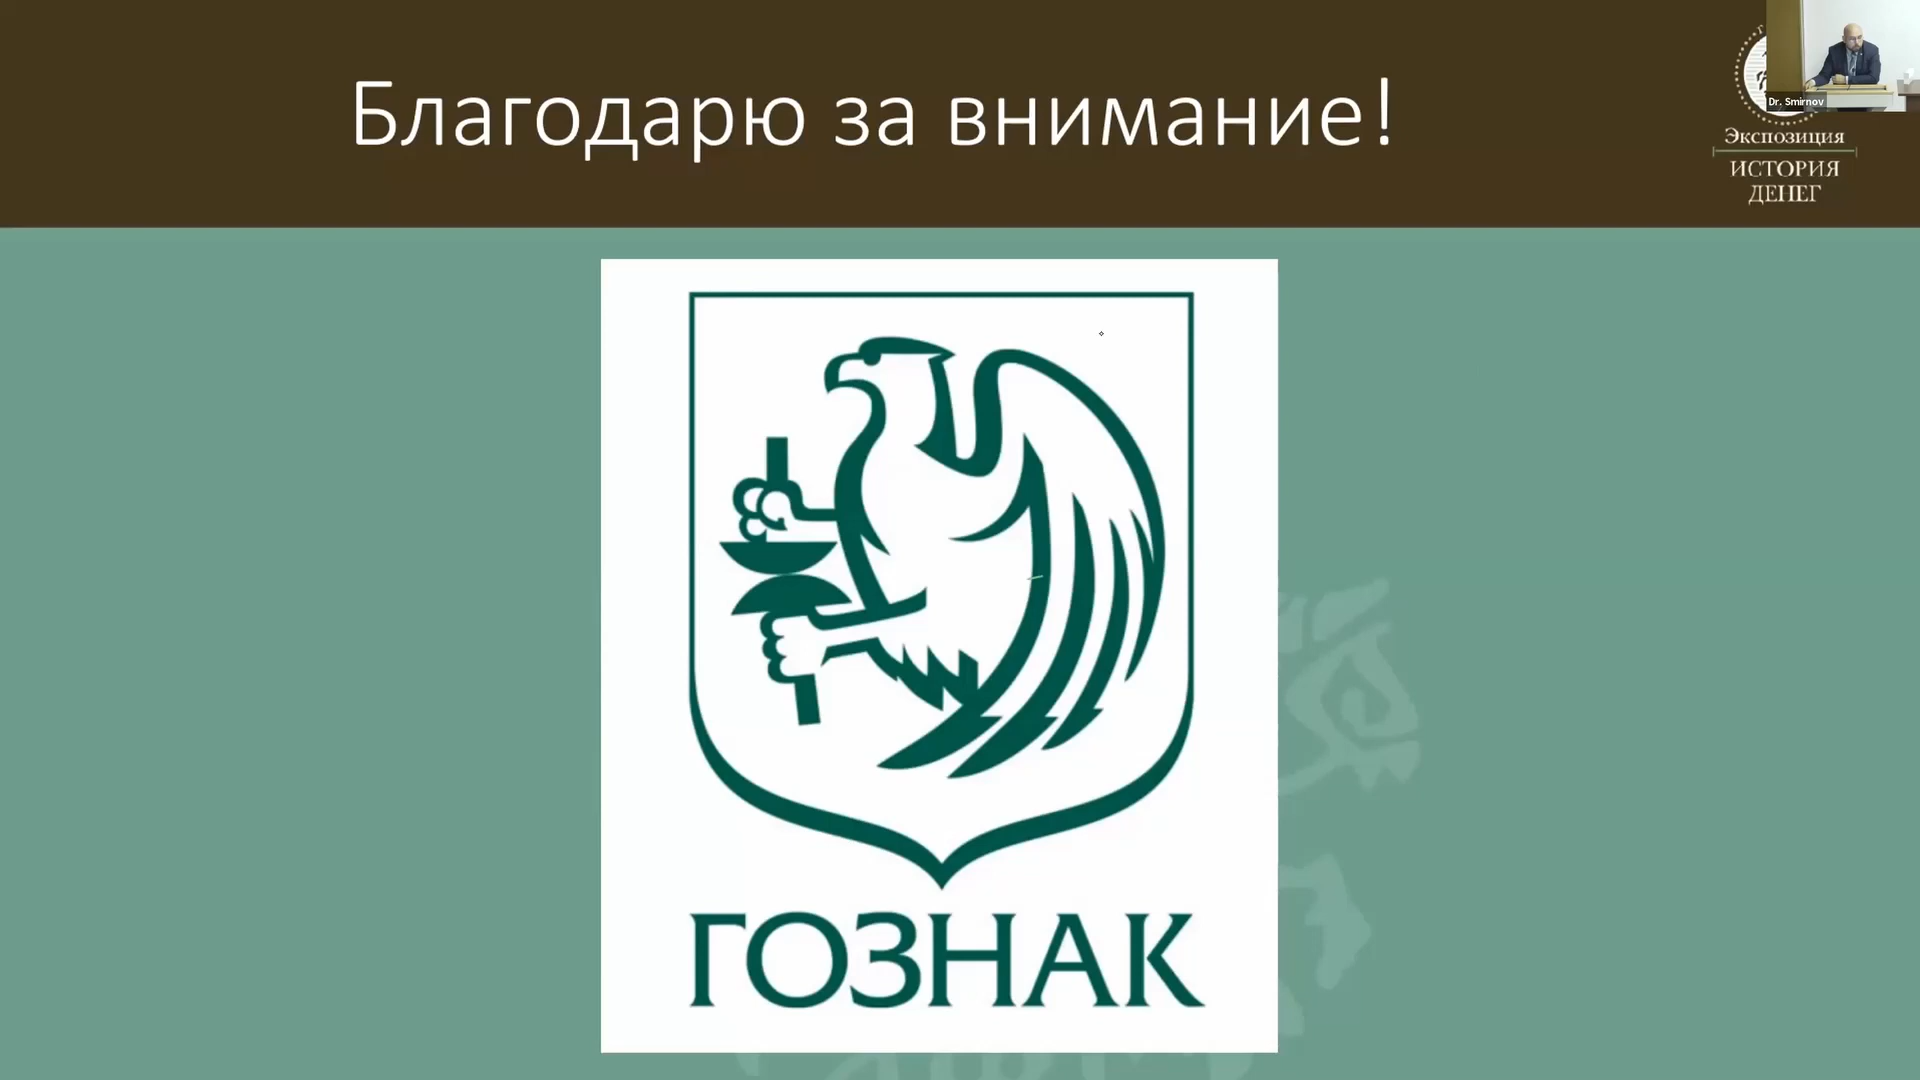 Благодарю за внимание!
Dr. Smirnov
Экспозиция
ИСТОРИЯ
ДЕНЕГ
ГОЗНАК